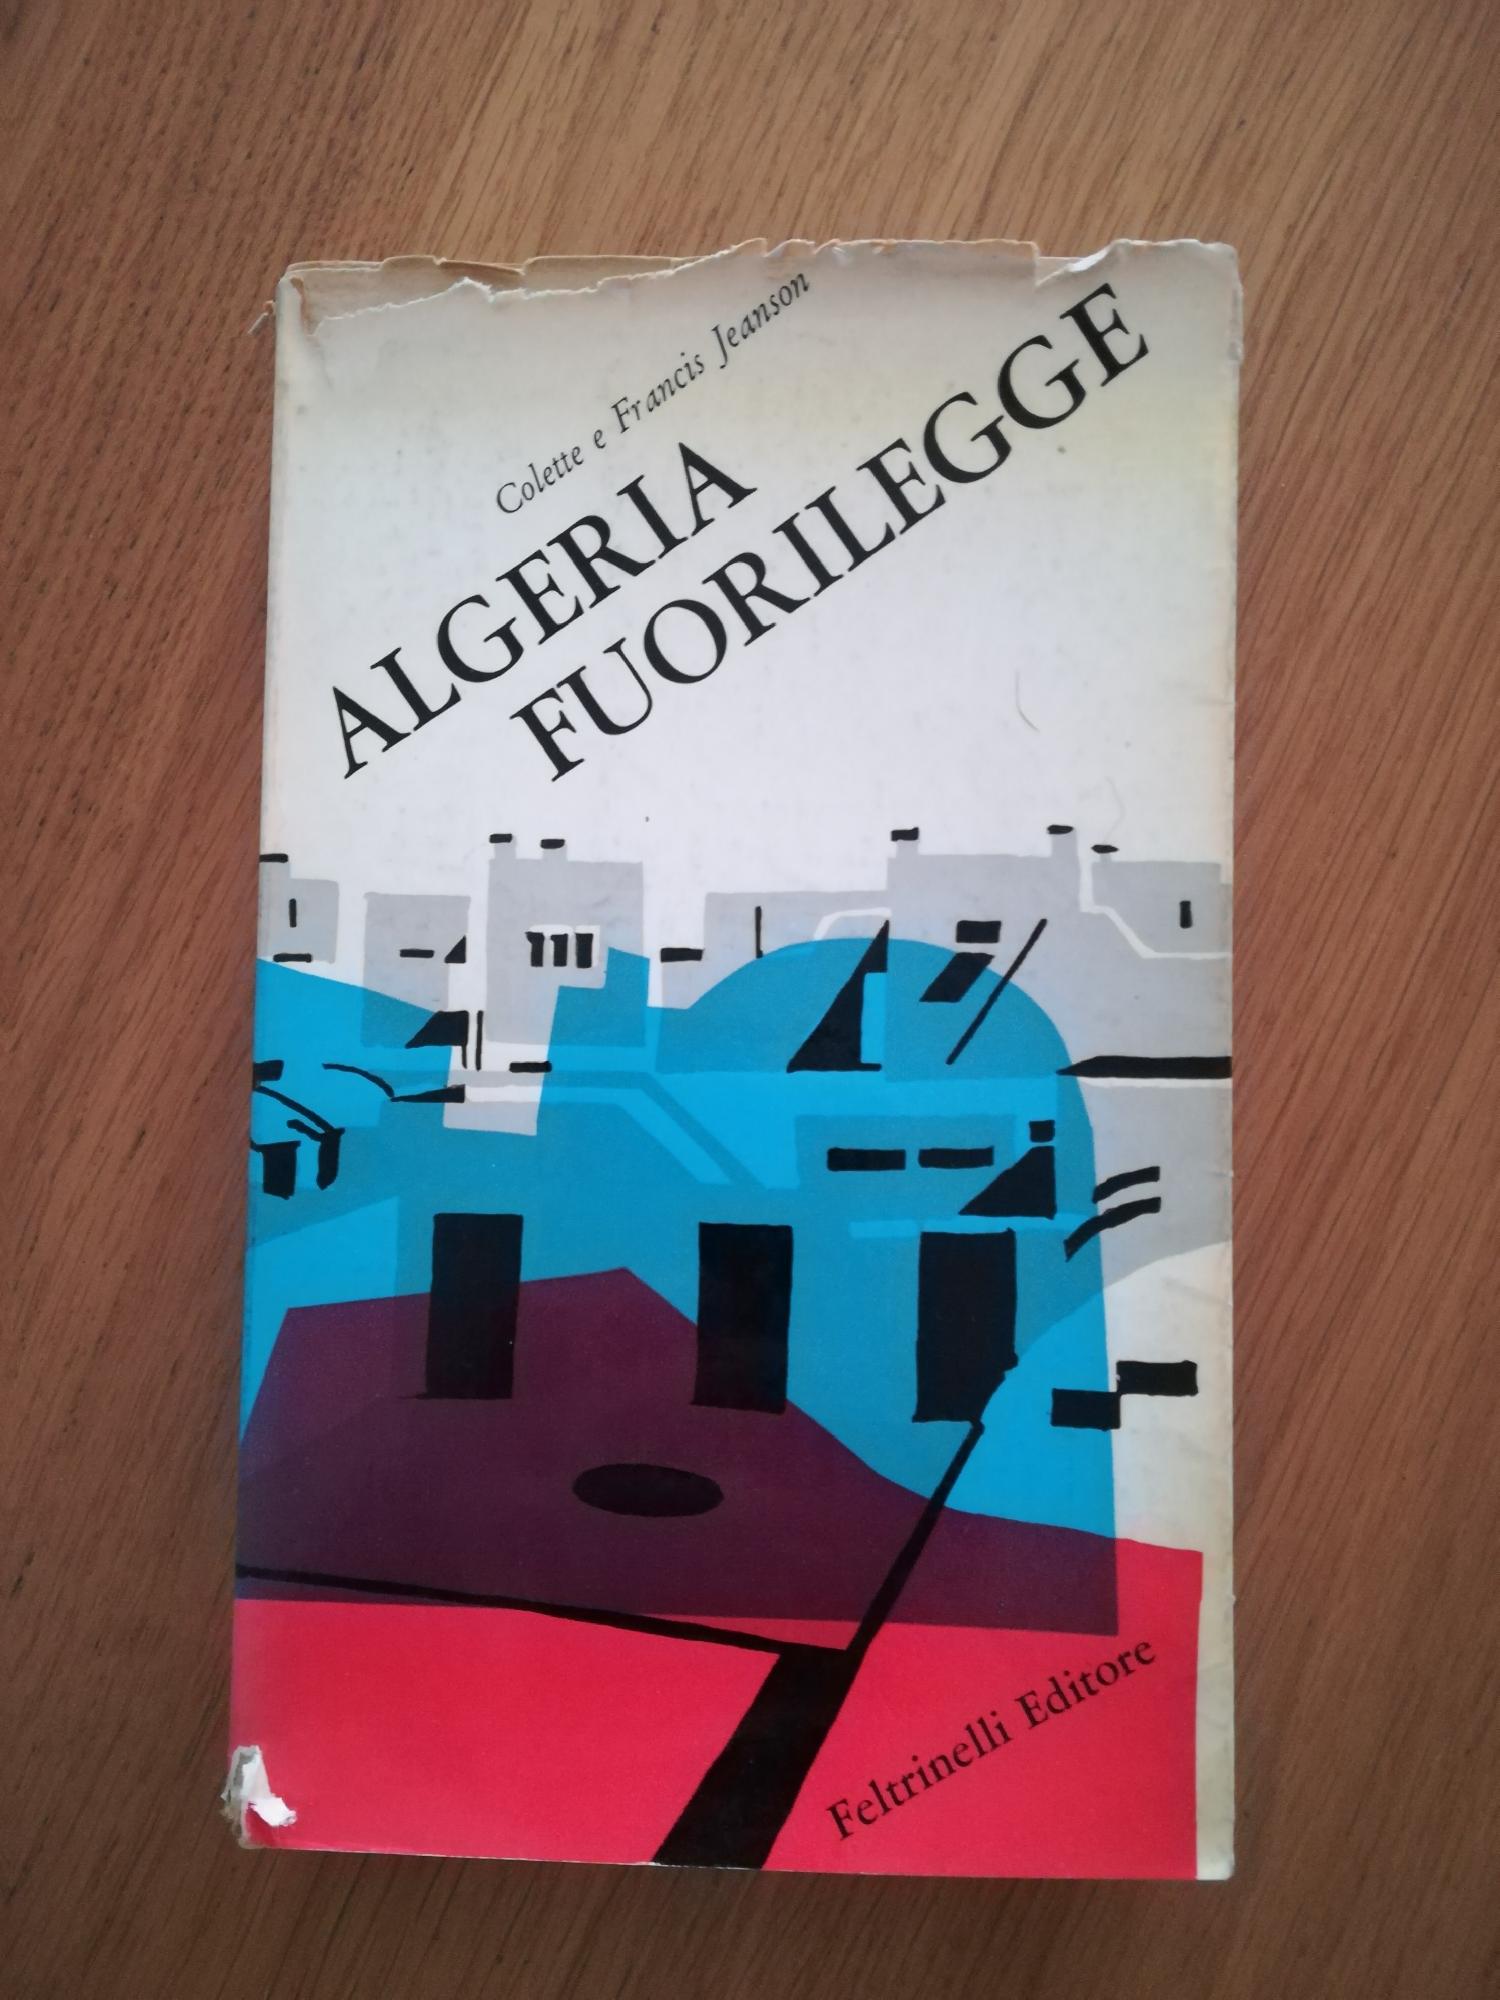 Colette e Francis Jeanson
ALGERIA
FUORILEGGE
Feltrinelli Editore